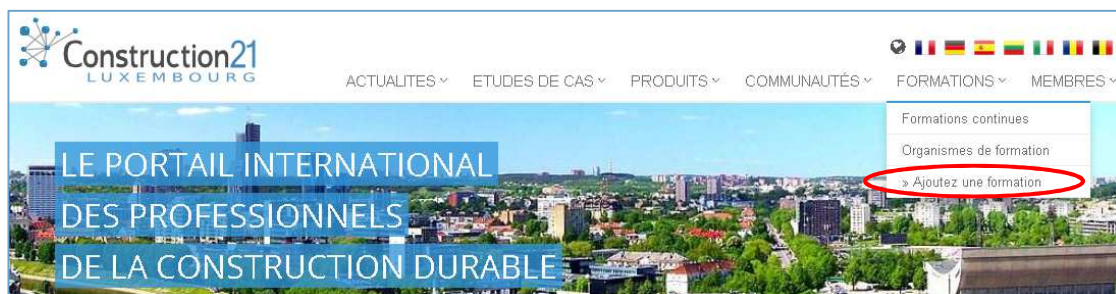 Construction21
LUXEMBOURG
ACTUALITES ETUDES DE CAS PRODUITS COMMUNAUTÉS FORMATIONS MEMBRES
Formations continues
Organismes de formation
» Ajoutez une formation
LE PORTAIL INTERNATIONAL
DES PROFESSIONNELS
DE LA CONSTRUCTION DURABLE